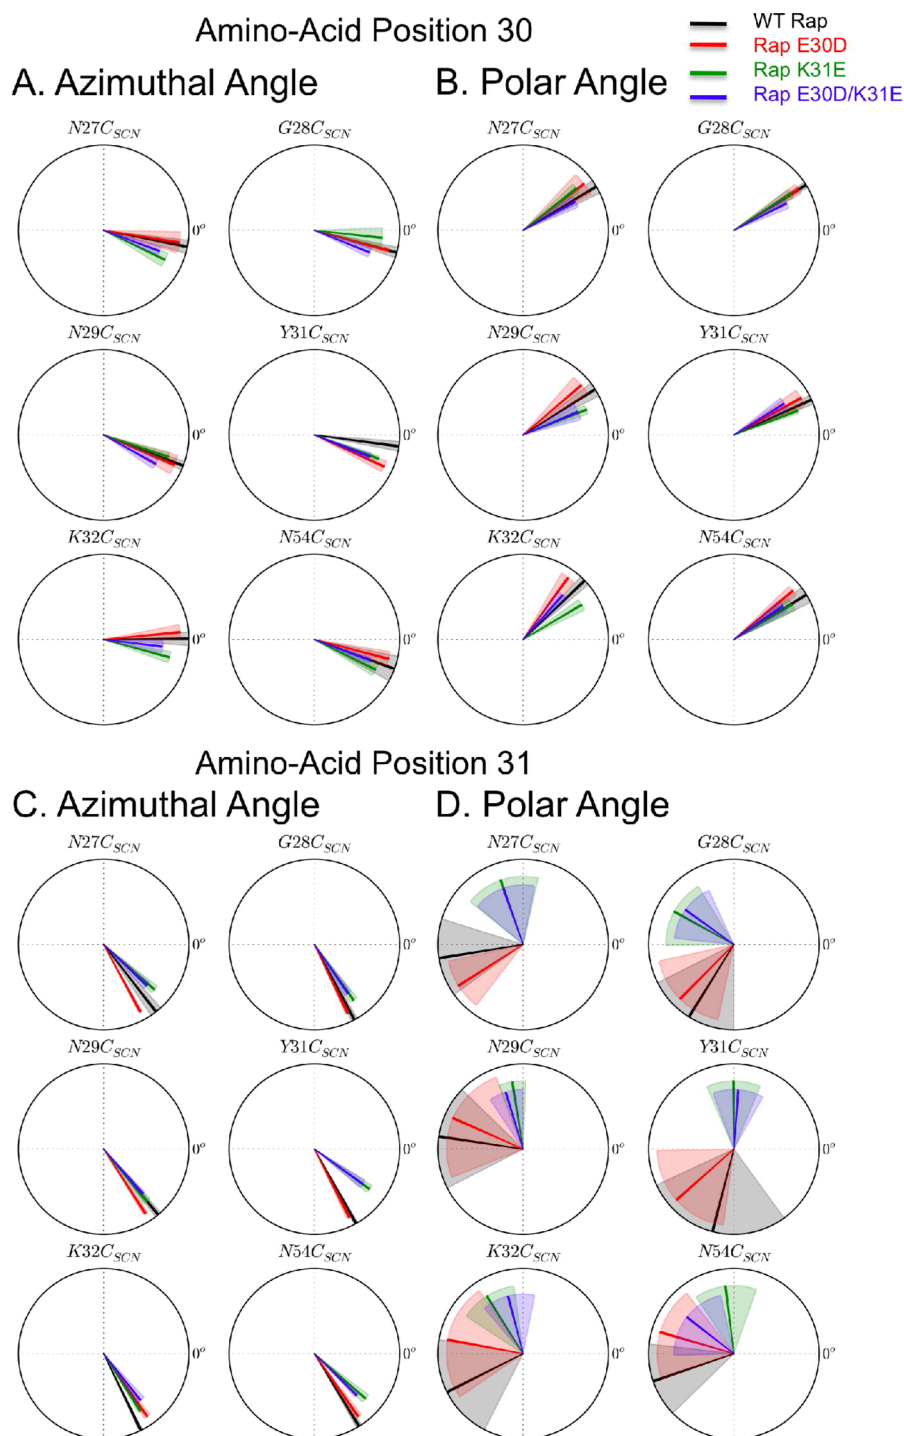 Amino-Acid Position 30
WT Rap
Rap E30D
Rap K31E
Rap E30D/K31E
A. Azimuthal Angle
B. Polar Angle
N27C_SCN
G28C_SCN
N27C_SCN
G28C_SCN
0°
0°
0°
0°
N29C_SCN
Y31C_SCN
N29C_SCN
Y31C_SCN
0°
0°
0°
0°
K32C_SCN
N54C_SCN
K32C_SCN
N54C_SCN
0°
0°
0°
0°
Amino-Acid Position 31
C. Azimuthal Angle
D. Polar Angle
N27C_SCN
G28C_SCN
N27C_SCN
G28C_SCN
0°
0°
0°
0°
N29C_SCN
Y31C_SCN
N29C_SCN
Y31C_SCN
0°
0°
0°
0°
K32C_SCN
N54C_SCN
K32C_SCN
N54C_SCN
0°
0°
0°
0°